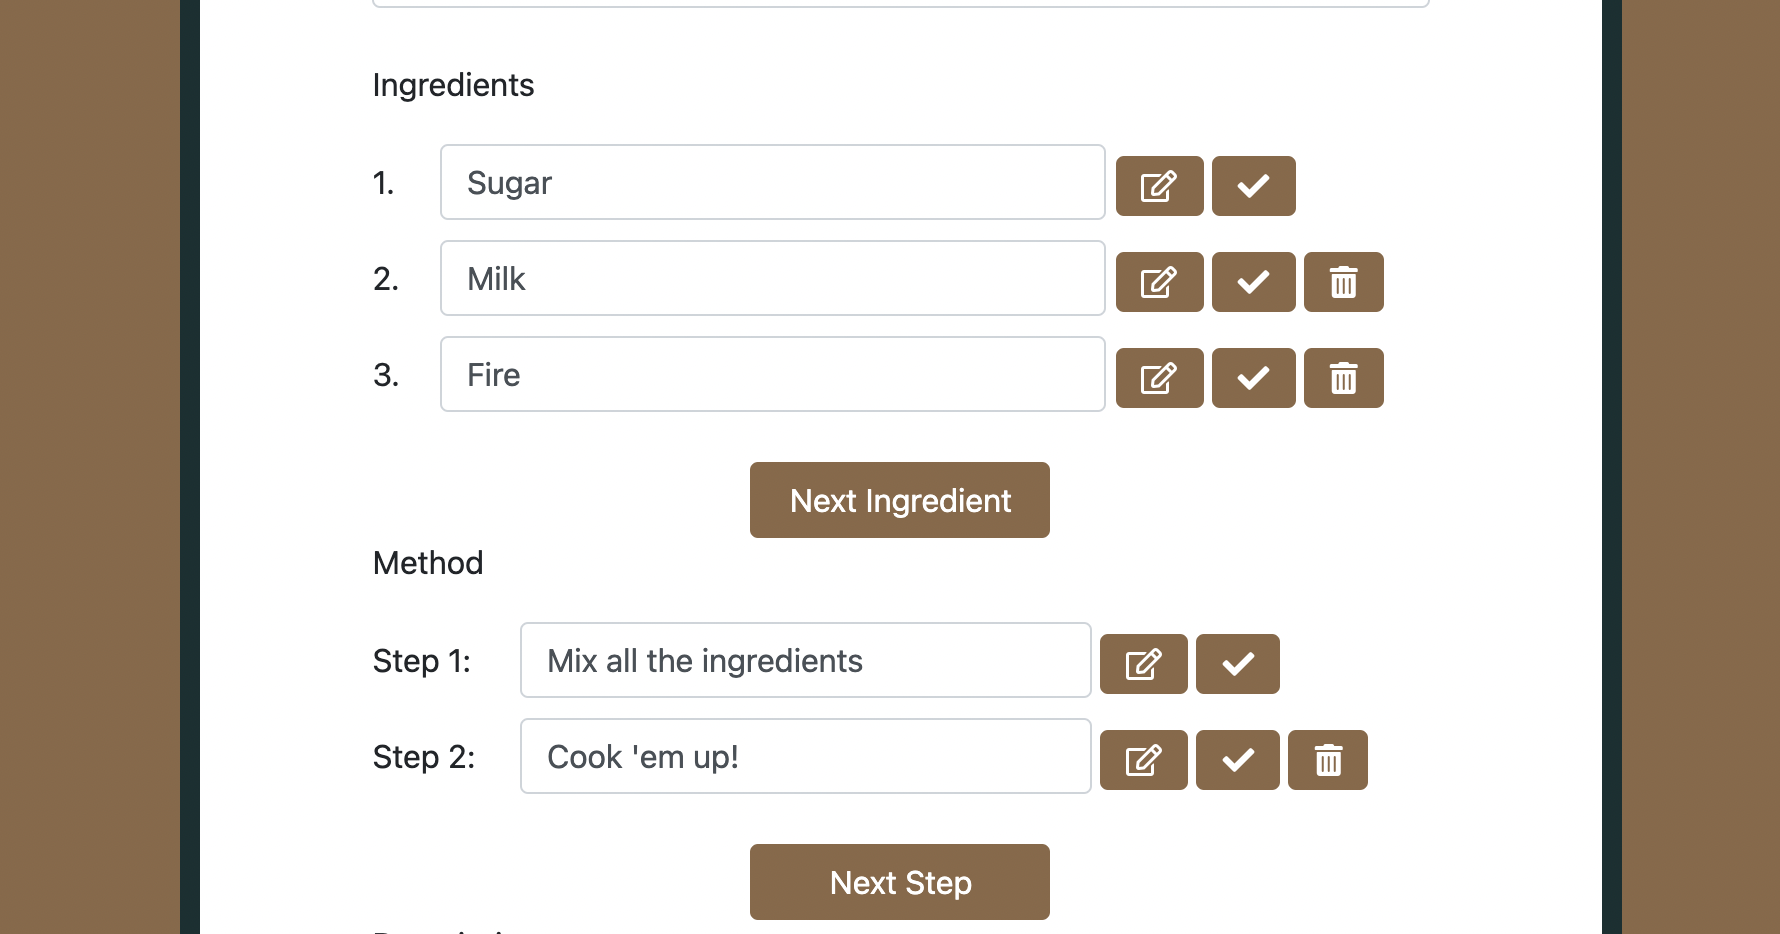 Ingredients
1. Sugar
2. Milk
3. Fire
Next Ingredient
Method
Step 1: Mix all the ingredients
Step 2: Cook 'em up!
Next Step